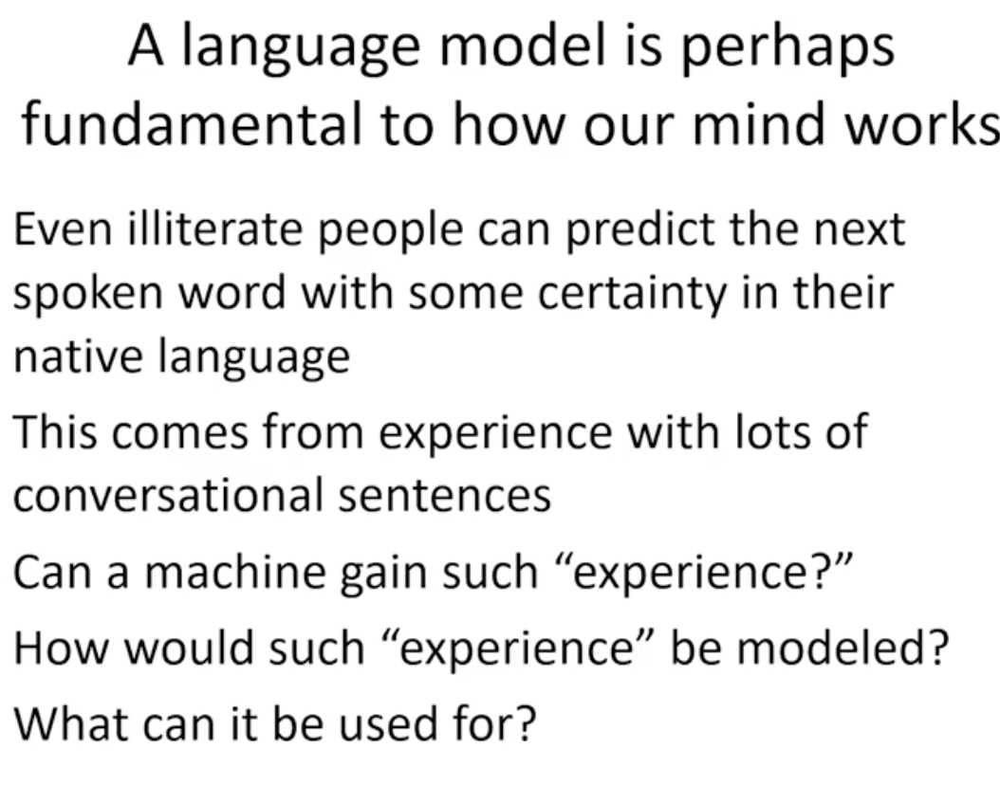 A language model is perhaps
fundamental to how our mind works
Even illiterate people can predict the next
spoken word with some certainty in their
native language
This comes from experience with lots of
conversational sentences
Can a machine gain such “experience?”
How would such “experience” be modeled?
What can it be used for?